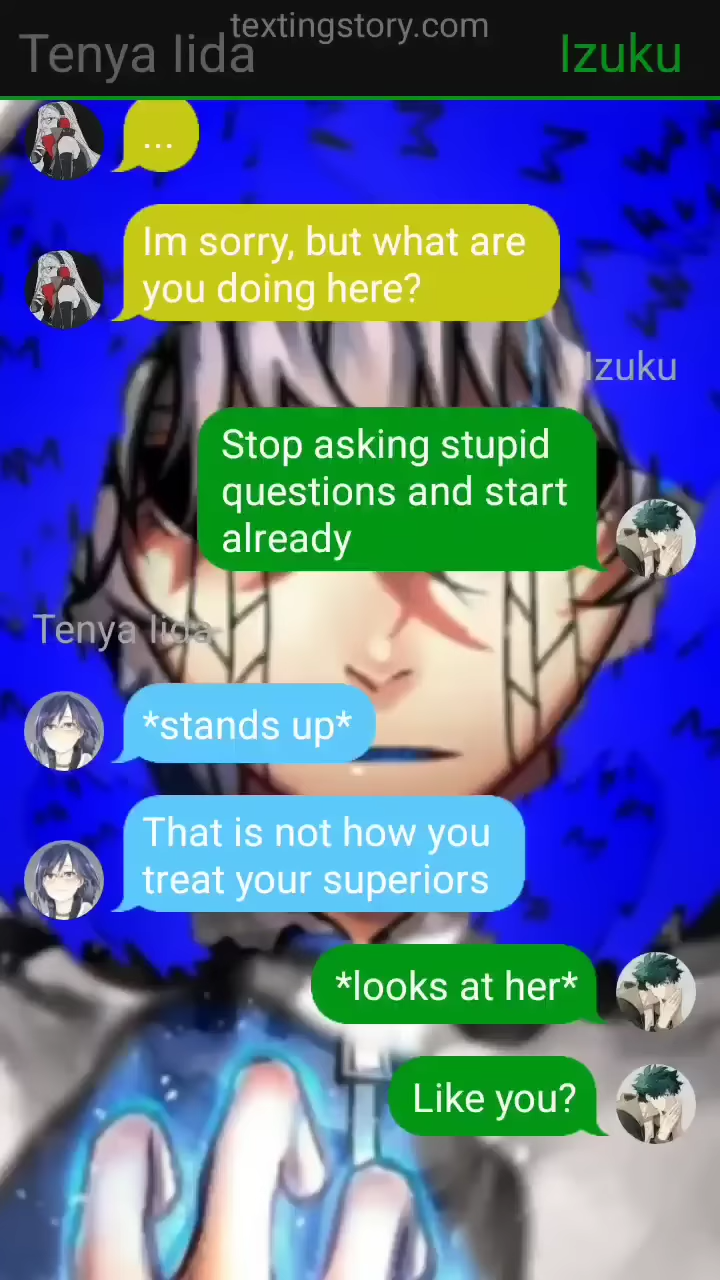 textingstory.com
Tenya Iida
Izuku
...
Im sorry, but what are
you doing here?
Izuku
Stop asking stupid
questions and start
already
Tenya Iida
*stands up*
That is not how you
treat your superiors
*looks at her*
Like you?